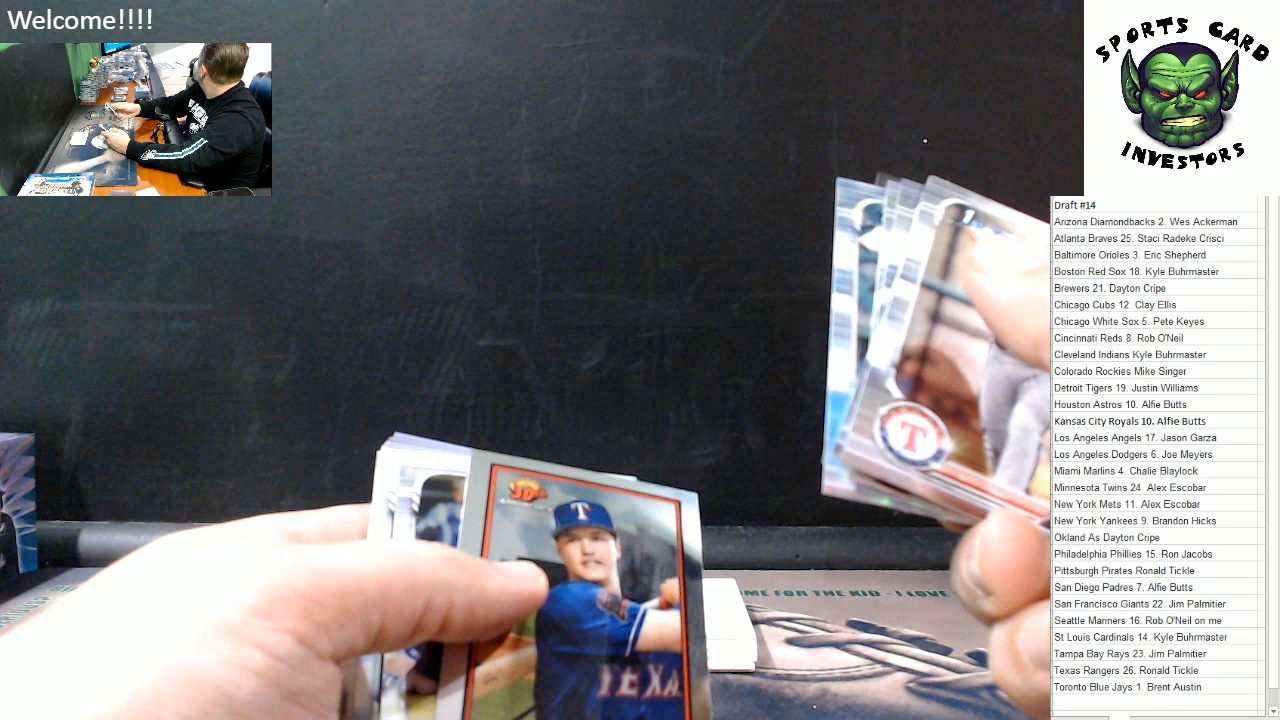 Welcome!!!!
SPORTS CARD
INVESTORS
Draft #14
Arizona Diamondbacks 2. Wes Ackerman
Atlanta Braves 25. Staci Radeke Crisci
Baltimore Orioles 3. Eric Shepherd
Boston Red Sox 18. Kyle Buhrmaster
Brewers 21. Dayton Cripe
Chicago Cubs 12. Clay Ellis
Chicago White Sox 5. Pete Keyes
Cincinnati Reds 8. Rob O'Neil
Cleveland Indians Kyle Buhrmaster
Colorado Rockies Mike Singer
Detroit Tigers 19. Justin Williams
Houston Astros 10. Alfie Butts
Kansas City Royals 10. Alfie Butts
Los Angeles Angels 17. Jason Garza
Los Angeles Dodgers 6. Joe Meyers
Miami Marlins 4. Chalie Blaylock
Minnesota Twins 24. Alex Escobar
New York Mets 11. Alex Escobar
New York Yankees 9. Brandon Hicks
Okland As Dayton Cripe
Philadelphia Phillies 15. Ron Jacobs
Pittsburgh Pirates Ronald Tickle
San Diego Padres 7. Alfie Butts
San Francisco Giants 22. Jim Palmitier
Seattle Mariners 16. Rob O'Neil on me
St Louis Cardinals 14. Kyle Buhrmaster
Tampa Bay Rays 23. Jim Palmitier
Texas Rangers 26. Ronald Tickle
Toronto Blue Jays 1. Brent Austin
T
30
T
TEXA
ME FOR THE KID - I LOVE